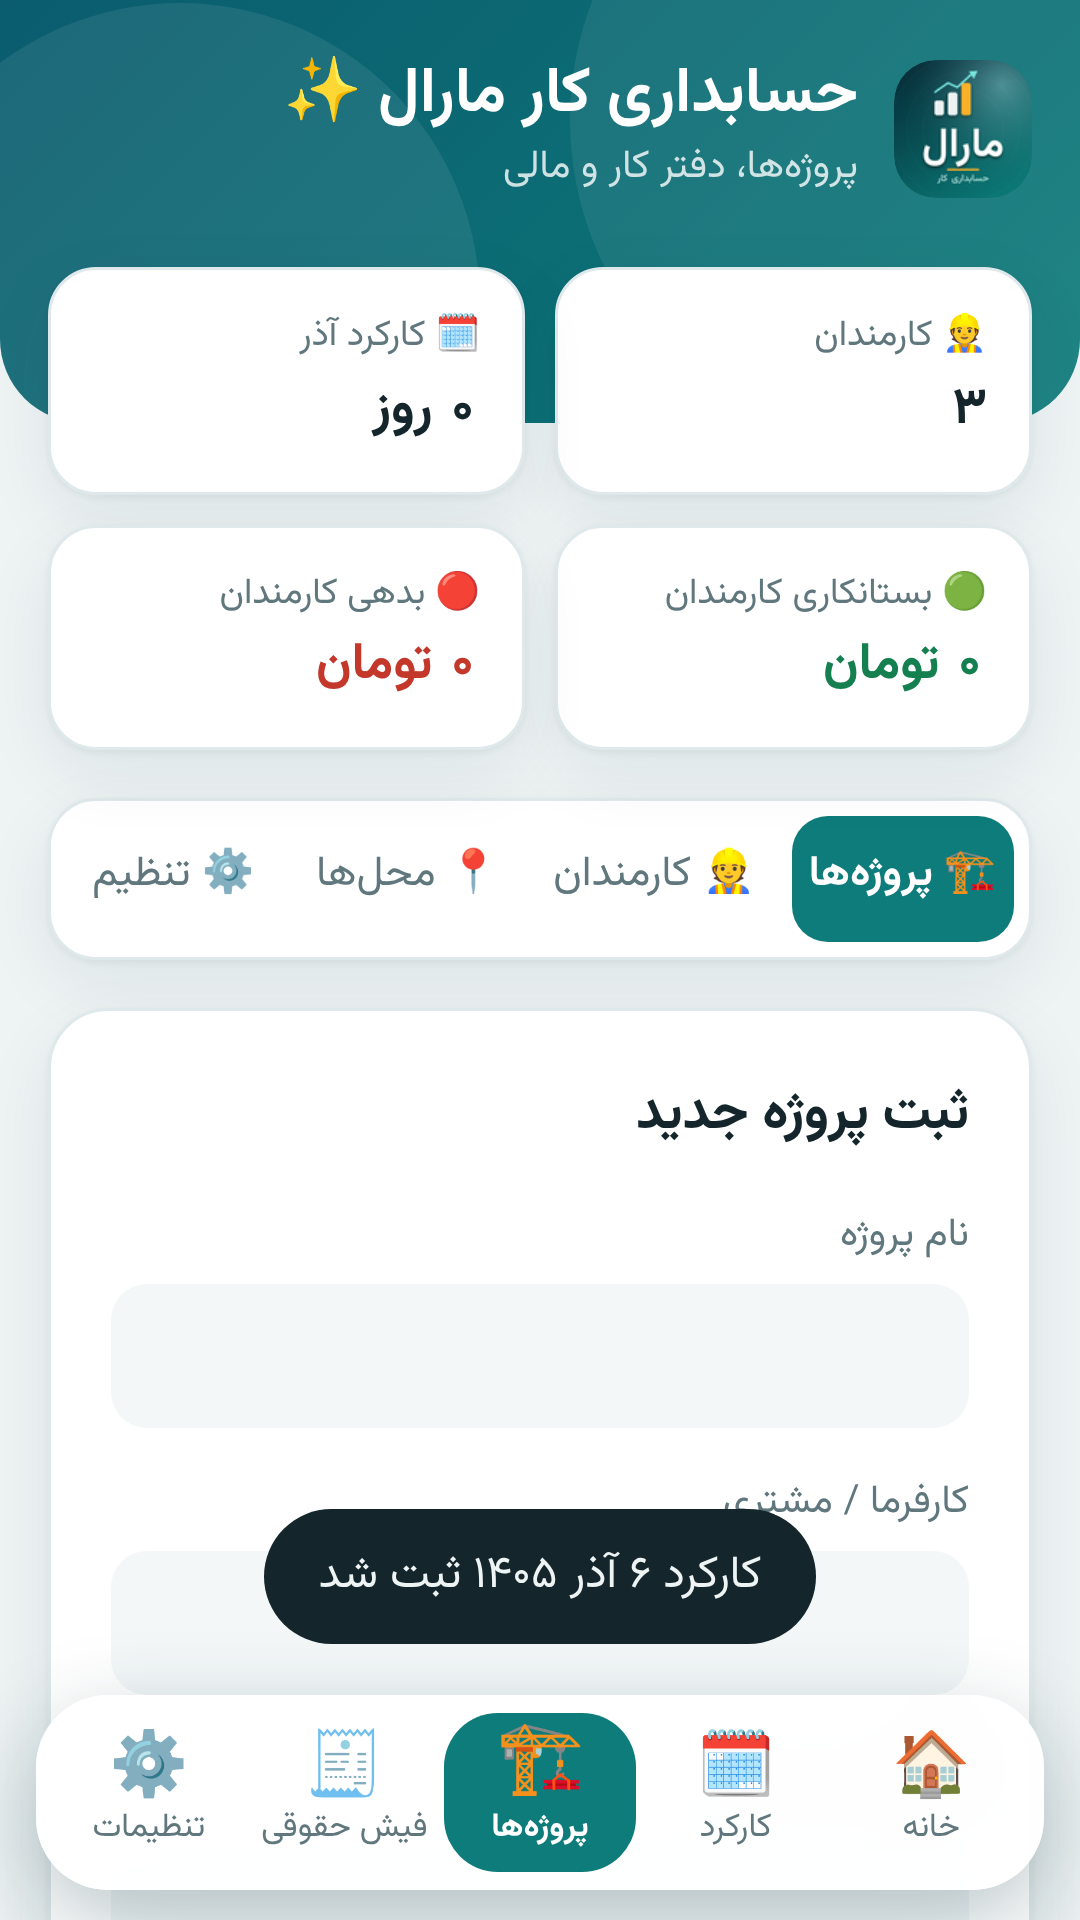 حسابداری کار مارال ✨
پروژه‌ها، دفتر کار و مالی
مارال
حسابداری کار
👷 کارمندان
۳
🗓️ کارکرد آذر
۰ روز
🟢 بستانکاری کارمندان
۰ تومان
🔴 بدهی کارمندان
۰ تومان
🏗️ پروژه‌ها
👷 کارمندان
📍 محل‌ها
⚙️ تنظیم
ثبت پروژه جدید
نام پروژه
کارفرما / مشتری
کارکرد ۶ آذر ۱۴۰۵ ثبت شد
🏠 خانه
🗓️ کارکرد
🏗️ پروژه‌ها
🧾 فیش حقوقی
⚙️ تنظیمات